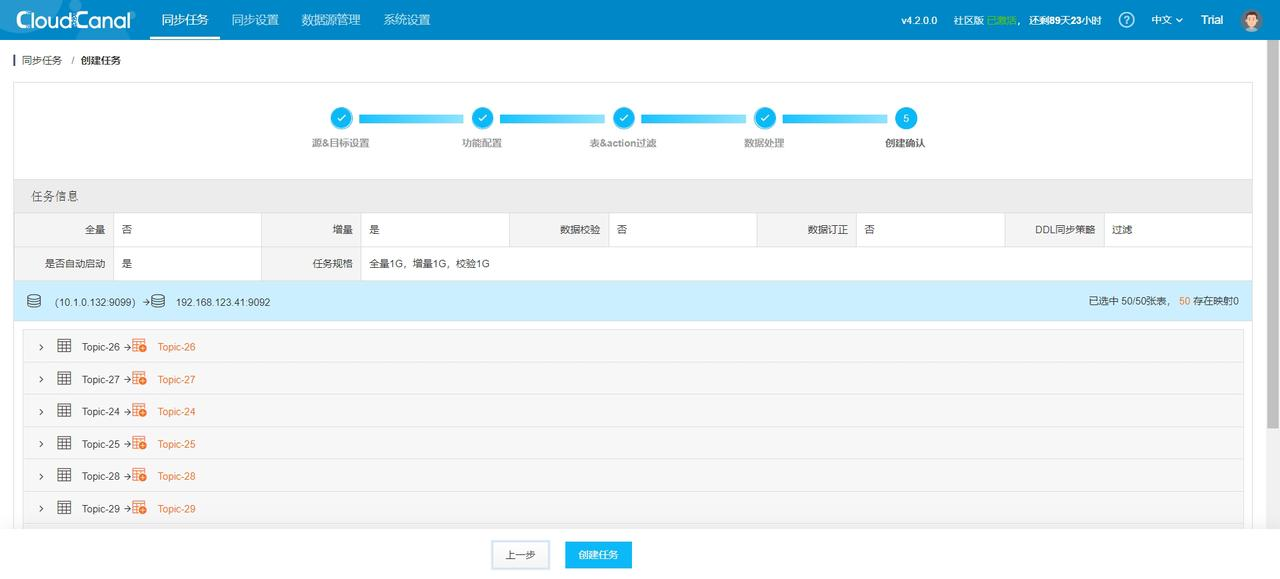 CloudCanal 同步任务 同步设置 数据源管理 系统设置 v4.2.0.0 社区版 已激活， 还剩89天23小时 ? 中文 Trial
同步任务 / 创建任务
5
源&目标设置 功能配置 表&action过滤 数据处理 创建确认
任务信息
全量 否 增量 是 数据校验 否 数据订正 否 DDL同步策略 过滤
是否自动启动 是 任务规格 全量1G，增量1G，校验1G
(10.1.0.132:9099) → 192.168.123.41:9092 已选中 50/50张表， 50 存在映射0
Topic-26 → Topic-26
Topic-27 → Topic-27
Topic-24 → Topic-24
Topic-25 → Topic-25
Topic-28 → Topic-28
Topic-29 → Topic-29
上一步 创建任务